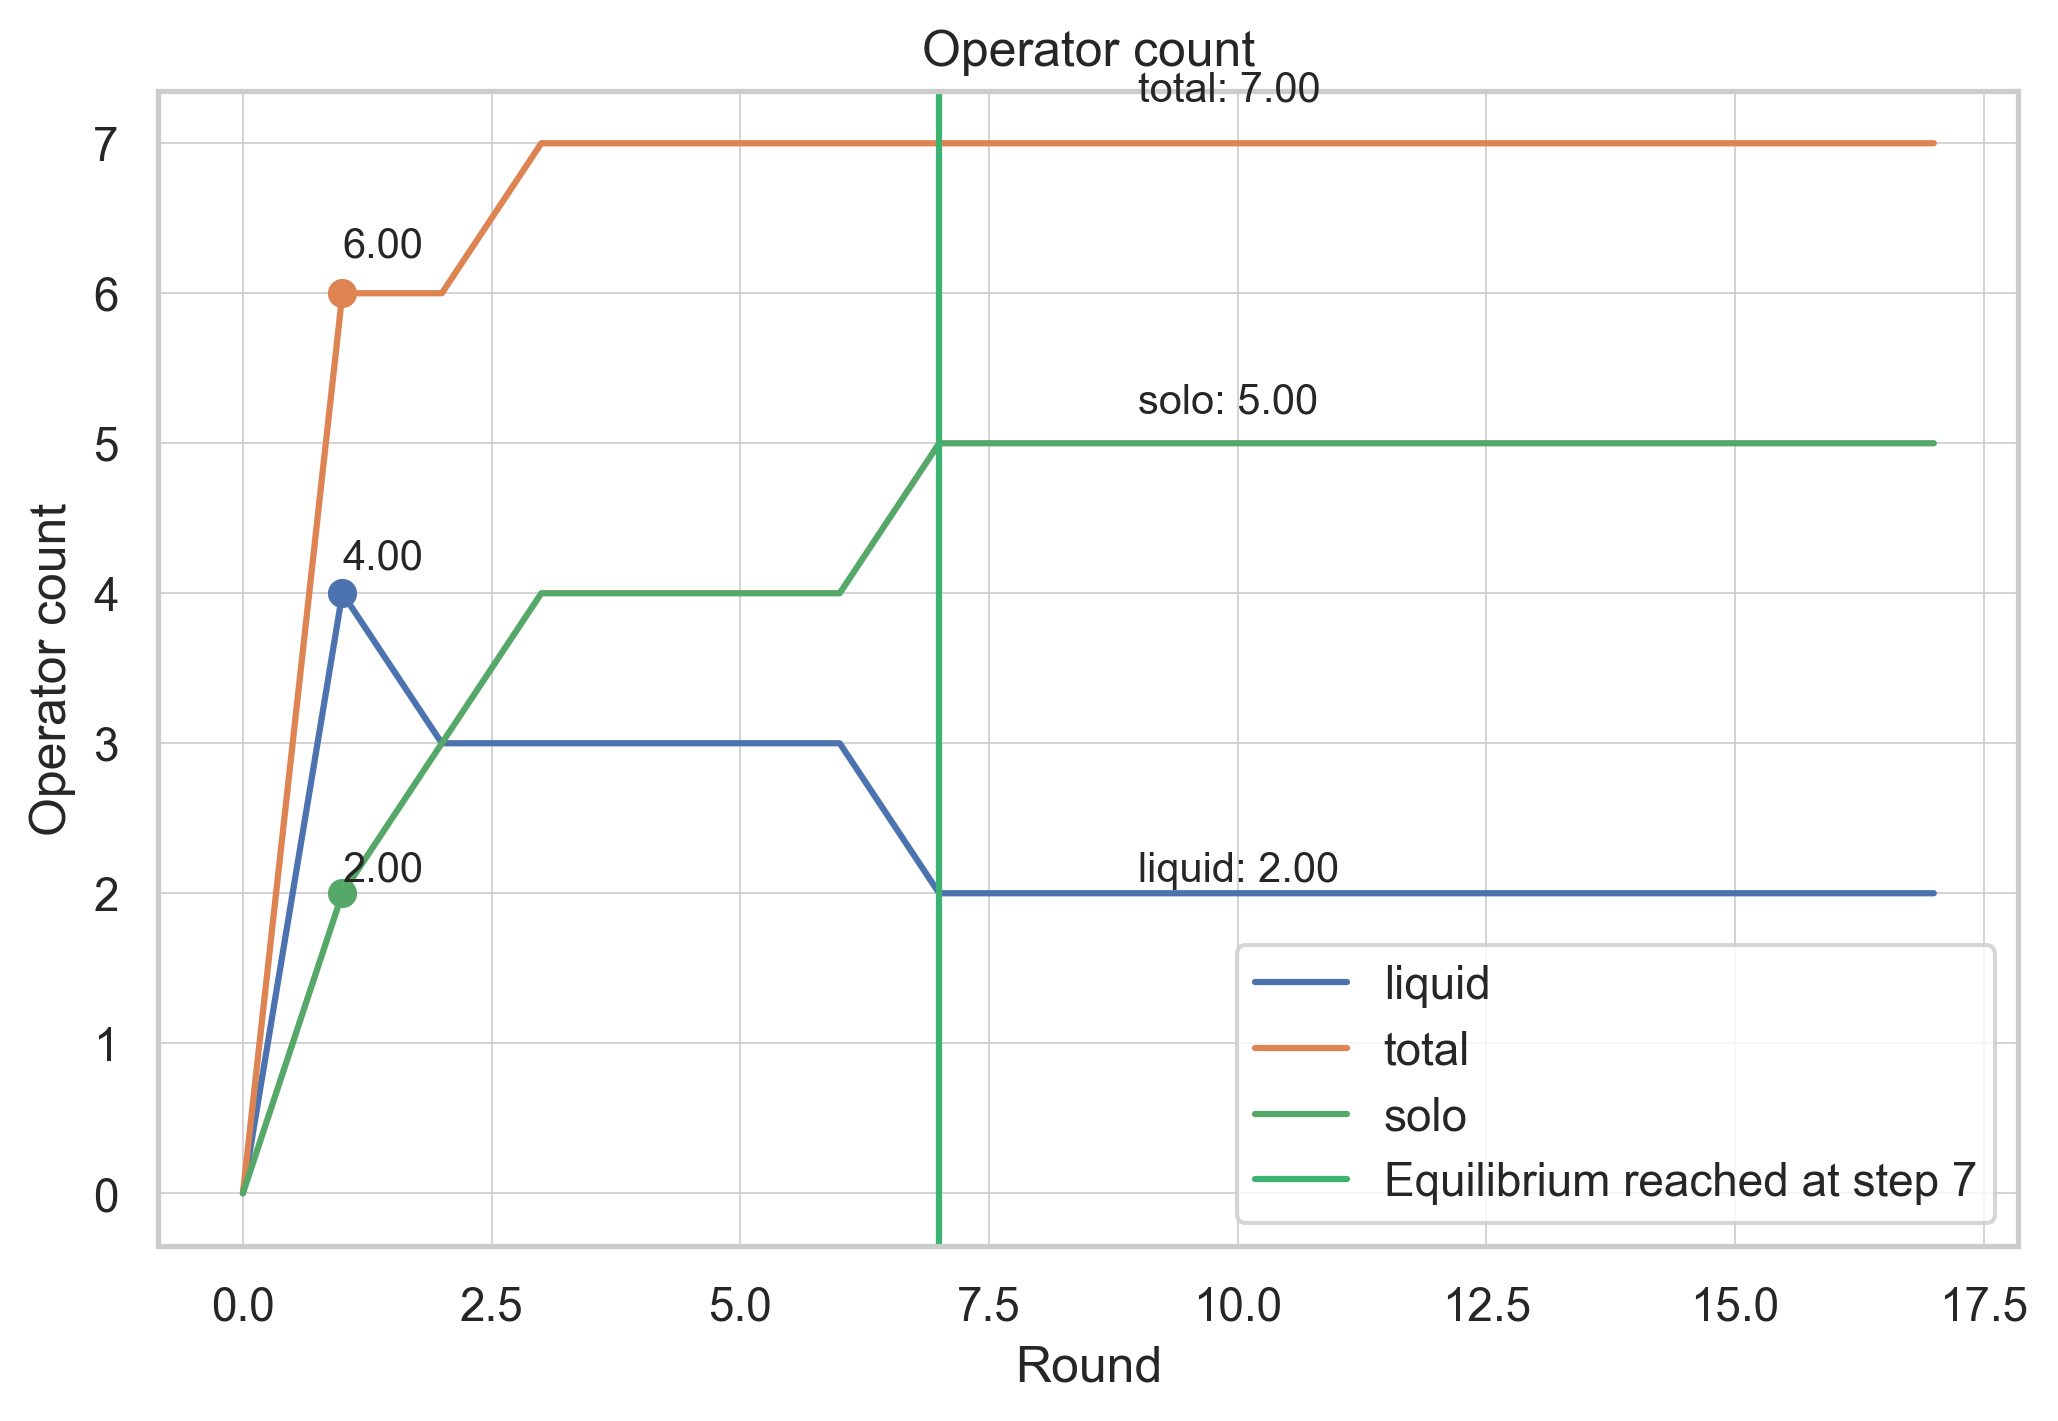 Operator count
total: 7.00
7
6.00
6
solo: 5.00
5
4.00
4
Operator count
3
2.00
liquid: 2.00
2
liquid
total
1
solo
Equilibrium reached at step 7
0
0.0 2.5 5.0 7.5 10.0 12.5 15.0 17.5
Round